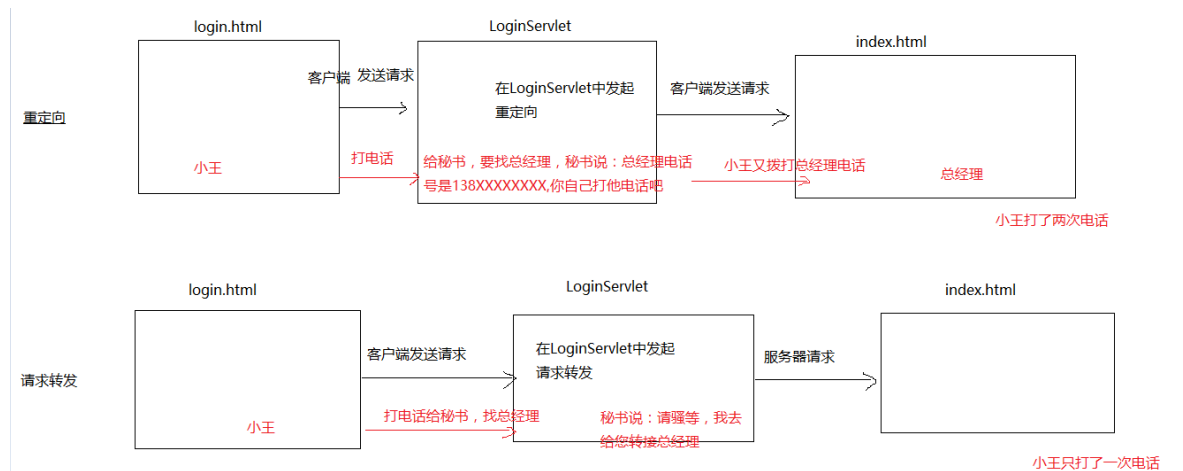 login.html
LoginServlet
index.html
客户端
发送请求
在LoginServlet中发起
重定向
客户端发送请求
重定向
小王
打电话
给秘书，要找总经理，秘书说：总经理电话
号是138XXXXXXXX,你自己打他电话吧
小王又拨打总经理电话
总经理
小王打了两次电话
login.html
LoginServlet
index.html
客户端发送请求
在LoginServlet中发起
请求转发
服务器请求
请求转发
小王
打电话给秘书，找总经理
秘书说：请骚等，我去
给您转接总经理
小王只打了一次电话